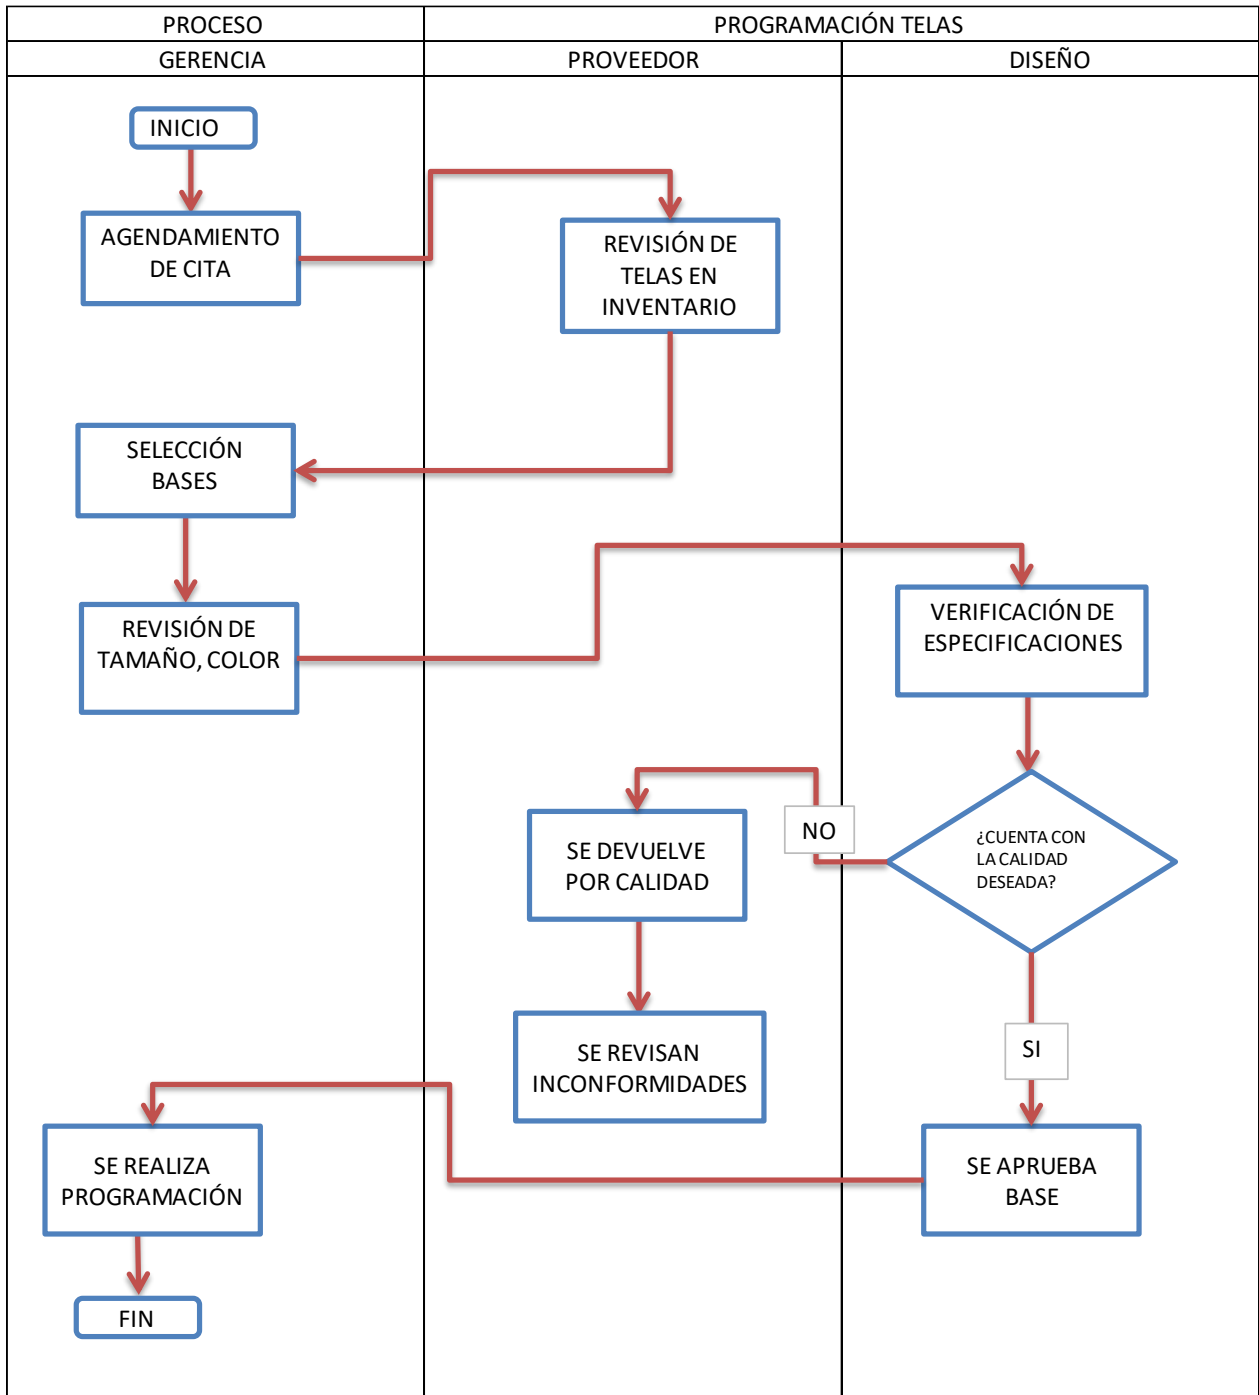 PROCESO
PROGRAMACIÓN TELAS
GERENCIA
PROVEEDOR
DISEÑO
INICIO
AGENDAMIENTO
DE CITA
REVISIÓN DE
TELAS EN
INVENTARIO
SELECCIÓN
BASES
REVISIÓN DE
TAMAÑO, COLOR
VERIFICACIÓN DE
ESPECIFICACIONES
¿CUENTA CON
LA CALIDAD
DESEADA?
NO
SE DEVUELVE
POR CALIDAD
SE REVISAN
INCONFORMIDADES
SI
SE APRUEBA
BASE
SE REALIZA
PROGRAMACIÓN
FIN